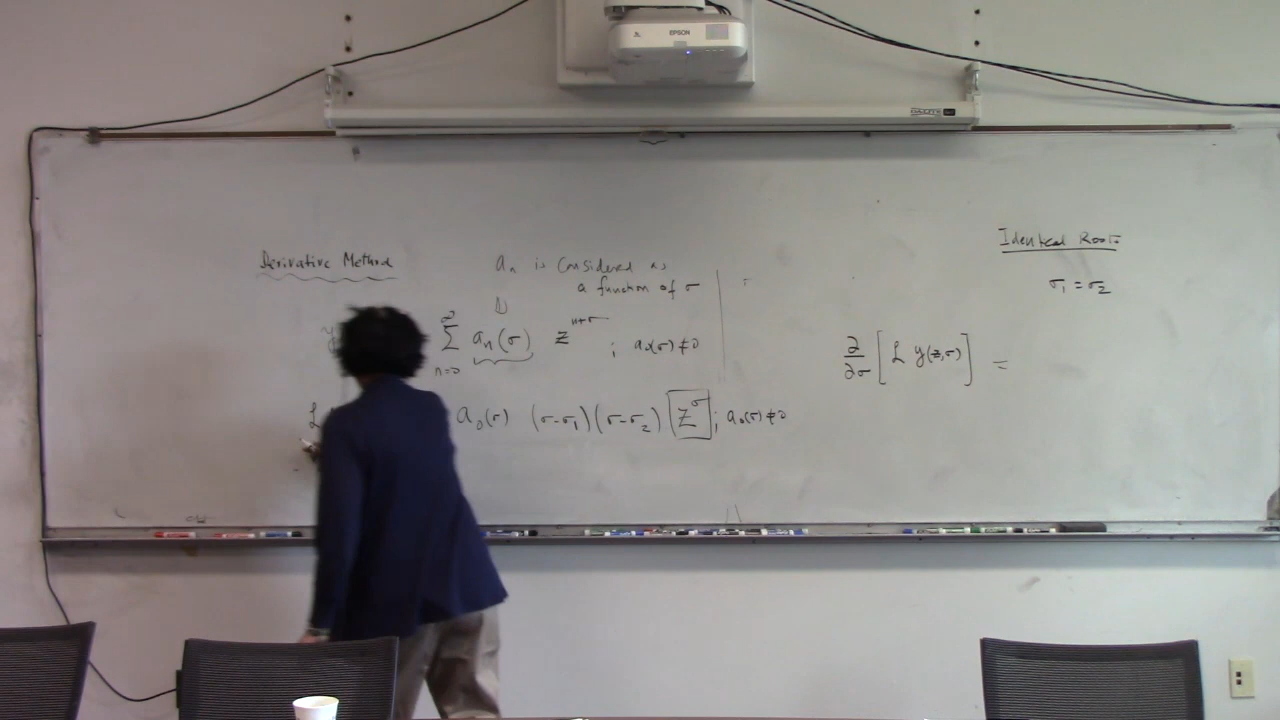 EPSON
Identical Roots
σ₁ = σ₂
Derivative Method
aₙ is considered as
a function of σ
∑ₙ₌₀^∞ aₙ(σ) z^(n+σ) ; a₀(σ) ≠ 0
∂/∂σ [ L y(z,σ) ] =
L a₀(σ) (σ-σ₁)(σ-σ₂) z^σ ; a₀(σ) ≠ 0